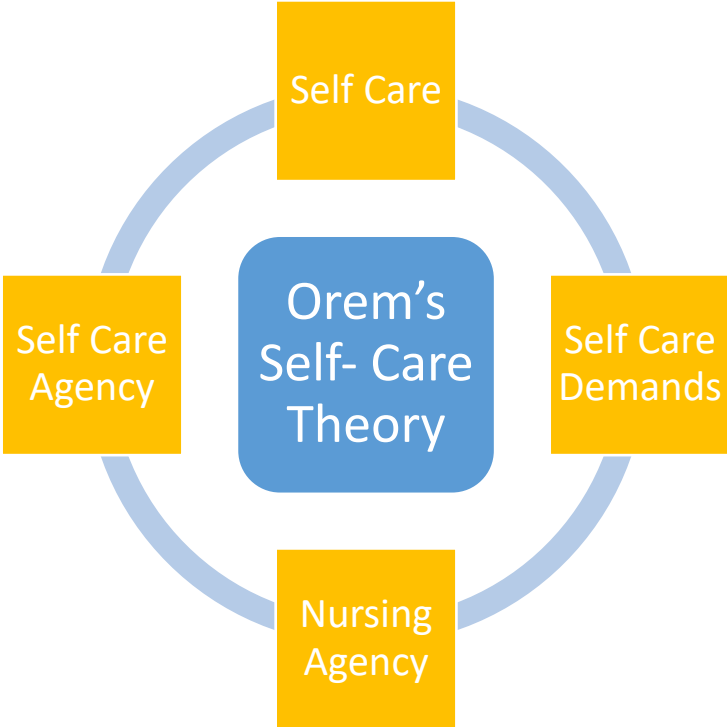 Self Care
Orem’s
Self- Care
Theory
Self Care
Agency
Self Care
Demands
Nursing
Agency